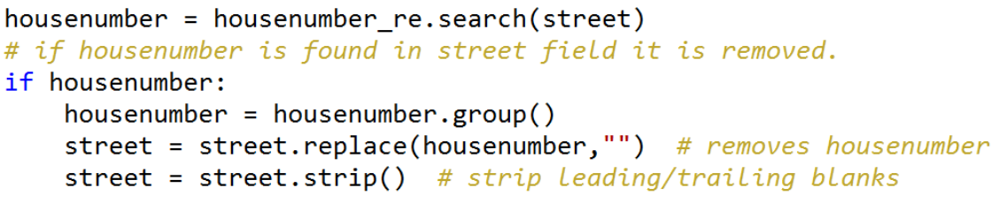 housenumber = housenumber_re.search(street)
# if housenumber is found in street field it is removed.
if housenumber:
    housenumber = housenumber.group()
    street = street.replace(housenumber,"")  # removes housenumber
    street = street.strip()  # strip leading/trailing blanks